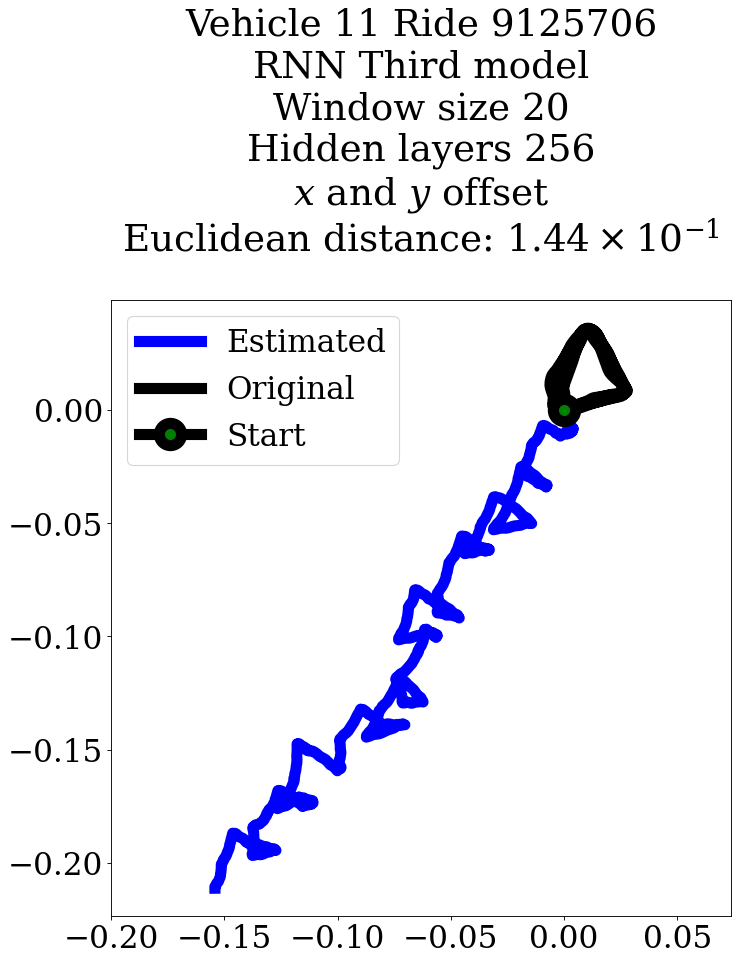 Vehicle 11 Ride 9125706
RNN Third model
Window size 20
Hidden layers 256
x and y offset
Euclidean distance: 1.44 × 10⁻¹
Estimated
Original
Start
0.00
−0.05
−0.10
−0.15
−0.20
−0.20 −0.15 −0.10 −0.05 0.00 0.05